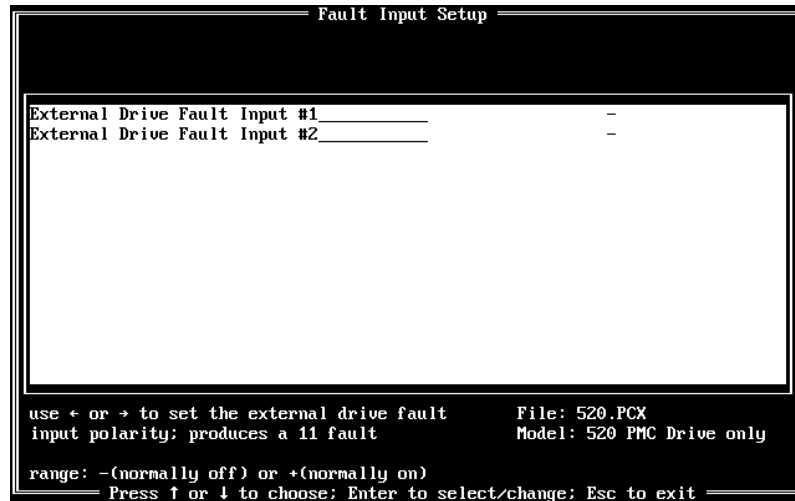 Fault Input Setup
External Drive Fault Input #1__________ -
External Drive Fault Input #2__________ -
use ← or → to set the external drive fault
input polarity; produces a 11 fault
range: -(normally off) or +(normally on)
File: 520.PCX
Model: 520 PMC Drive only
Press ↑ or ↓ to choose; Enter to select/change; Esc to exit